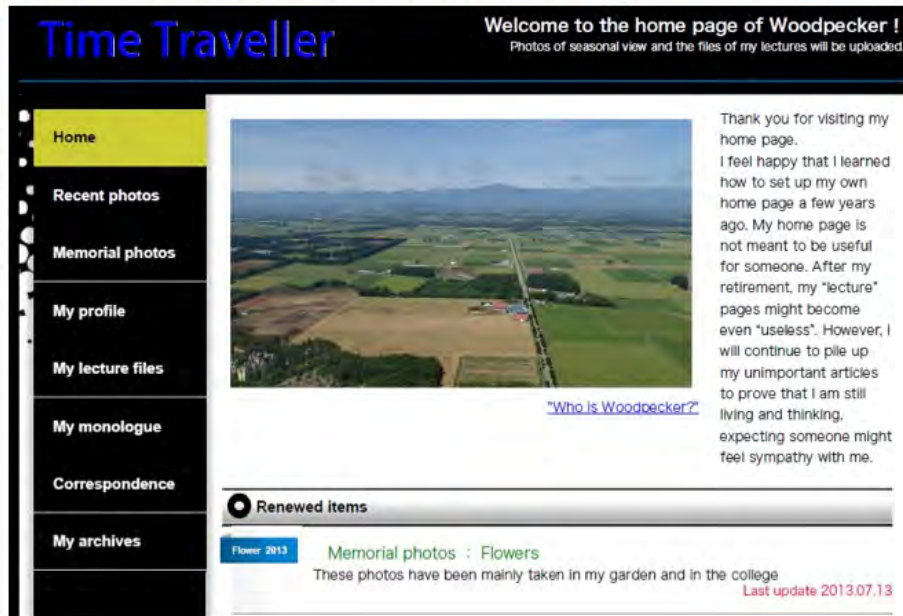 Time Traveller
Welcome to the home page of Woodpecker !
Photos of seasonal view and the files of my lectures will be uploaded.
Home
Recent photos
Memorial photos
My profile
My lecture files
My monologue
Correspondence
My archives
Thank you for visiting my
home page.
I feel happy that I learned
how to set up my own
home page a few years
ago. My home page is
not meant to be useful
for someone. After my
retirement, my "lecture"
pages might become
even "useless". However, I
will continue to pile up
my unimportant articles
to prove that I am still
living and thinking,
expecting someone might
feel sympathy with me.
"Who is Woodpecker?"
Renewed items
Flower 2013
Memorial photos : Flowers
These photos have been mainly taken in my garden and in the college
Last update 2013.07.13